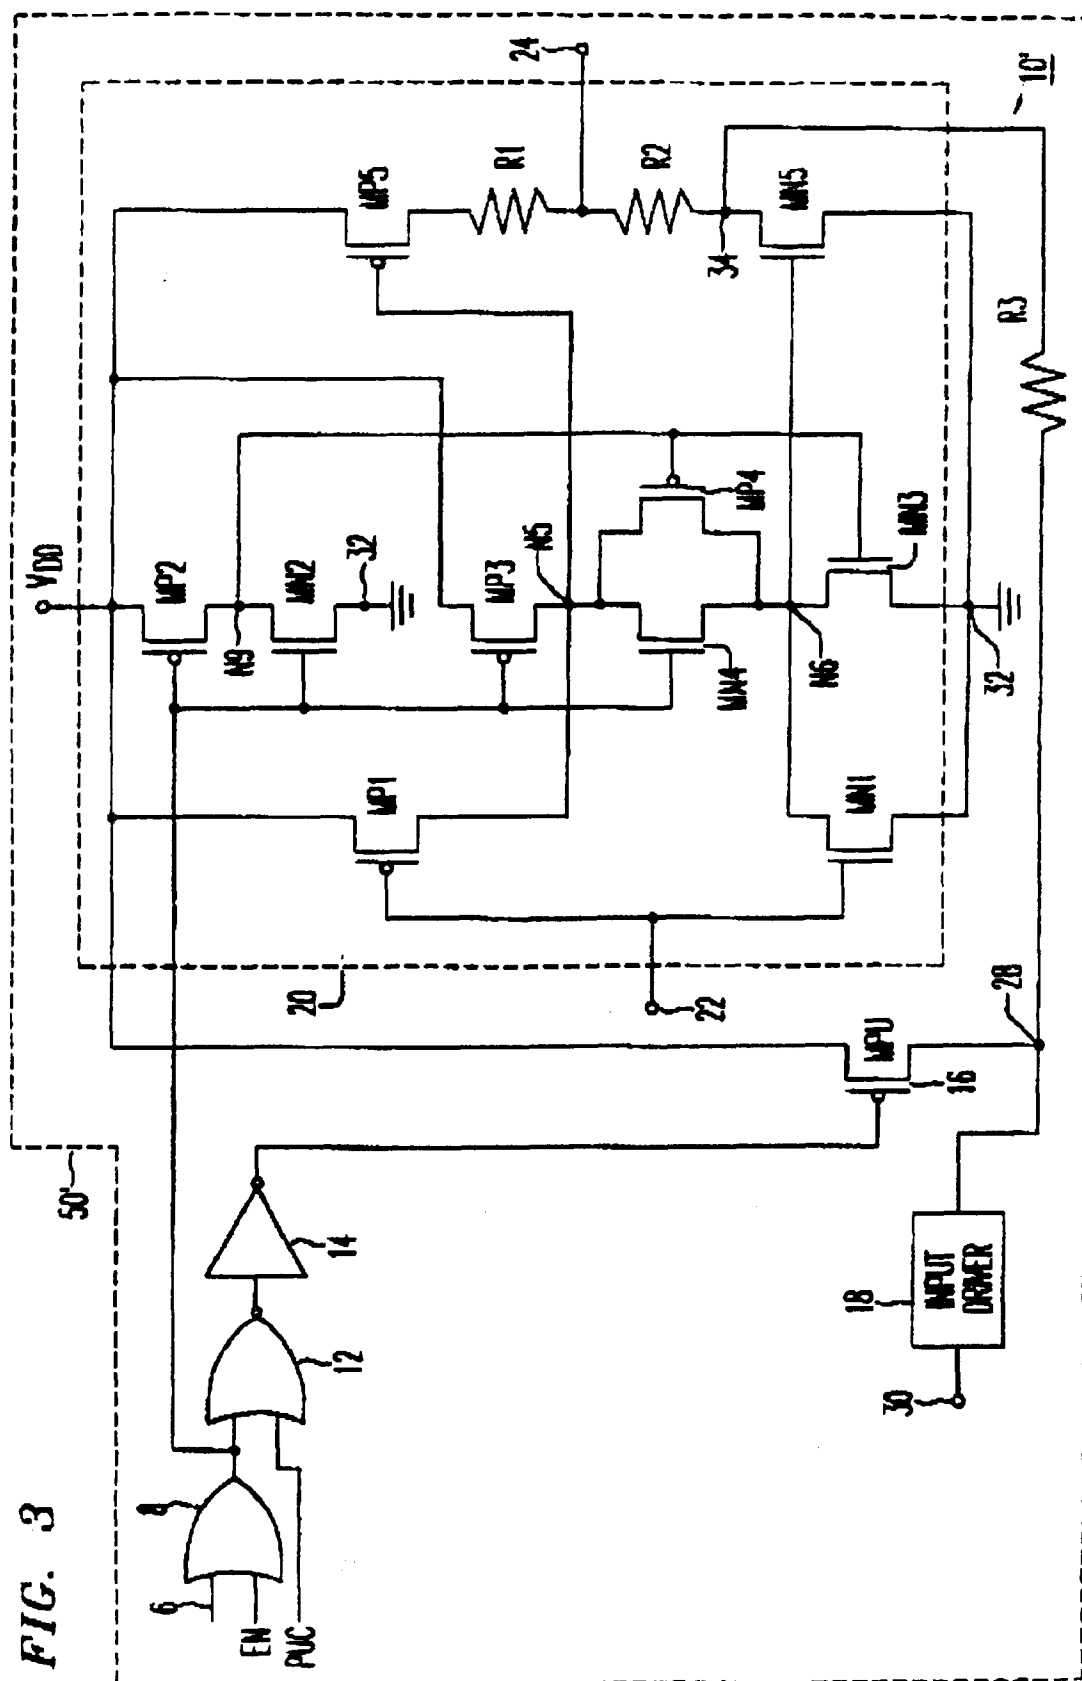 FIG. 3
50'
10'
VDD
24
MP5
R1
R2
34
MN5
R3
MP2
N9
MN2
32
MP3
N5
MP4
MN4
N6
MN3
32
MP1
MN1
20
22
28
MPU
16
14
12
8
6
EN
PUC
18
INPUT
DRIVER
30